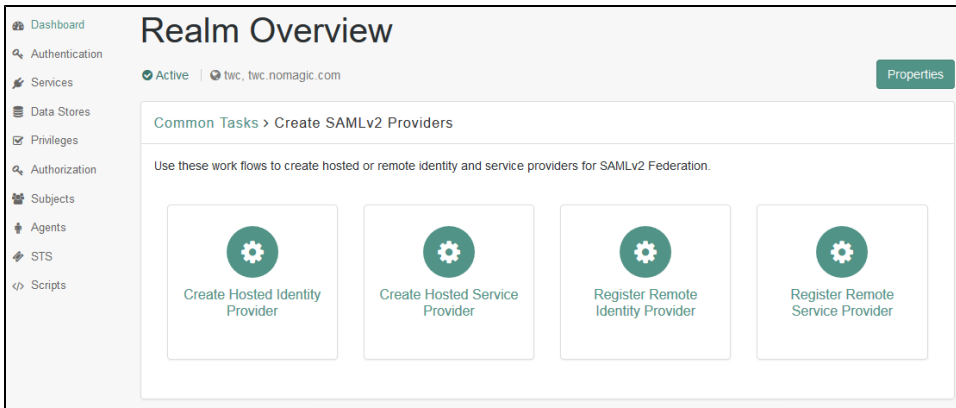 Dashboard
Authentication
Services
Data Stores
Privileges
Authorization
Subjects
Agents
STS
Scripts
Realm Overview
Active | twc, twc.nomagic.com
Properties
Common Tasks > Create SAMLv2 Providers
Use these work flows to create hosted or remote identity and service providers for SAMLv2 Federation.
Create Hosted Identity
Provider
Create Hosted Service
Provider
Register Remote
Identity Provider
Register Remote
Service Provider